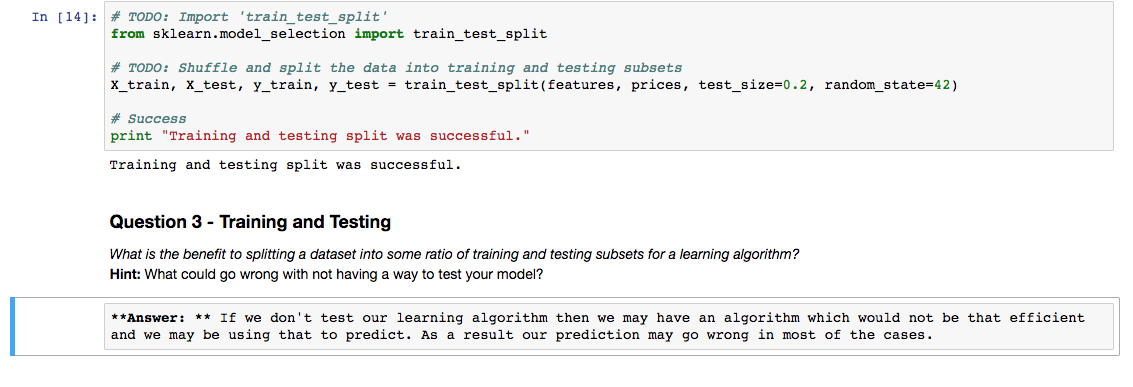 In [14]: # TODO: Import 'train_test_split'
from sklearn.model_selection import train_test_split
# TODO: Shuffle and split the data into training and testing subsets
X_train, X_test, y_train, y_test = train_test_split(features, prices, test_size=0.2, random_state=42)
# Success
print "Training and testing split was successful."
Training and testing split was successful.
Question 3 - Training and Testing
What is the benefit to splitting a dataset into some ratio of training and testing subsets for a learning algorithm?
Hint: What could go wrong with not having a way to test your model?
**Answer: ** If we don't test our learning algorithm then we may have an algorithm which would not be that efficient
and we may be using that to predict. As a result our prediction may go wrong in most of the cases.